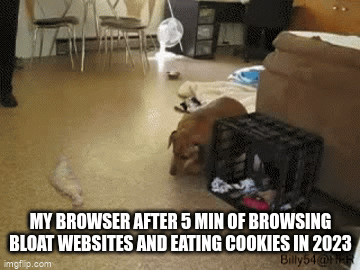 MY BROWSER AFTER 5 MIN OF BROWSING
BLOAT WEBSITES AND EATING COOKIES IN 2023
imgflip.com